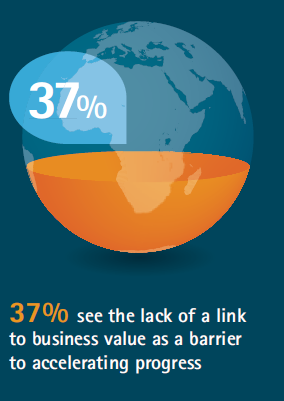 37%
37% see the lack of a link
to business value as a barrier
to accelerating progress